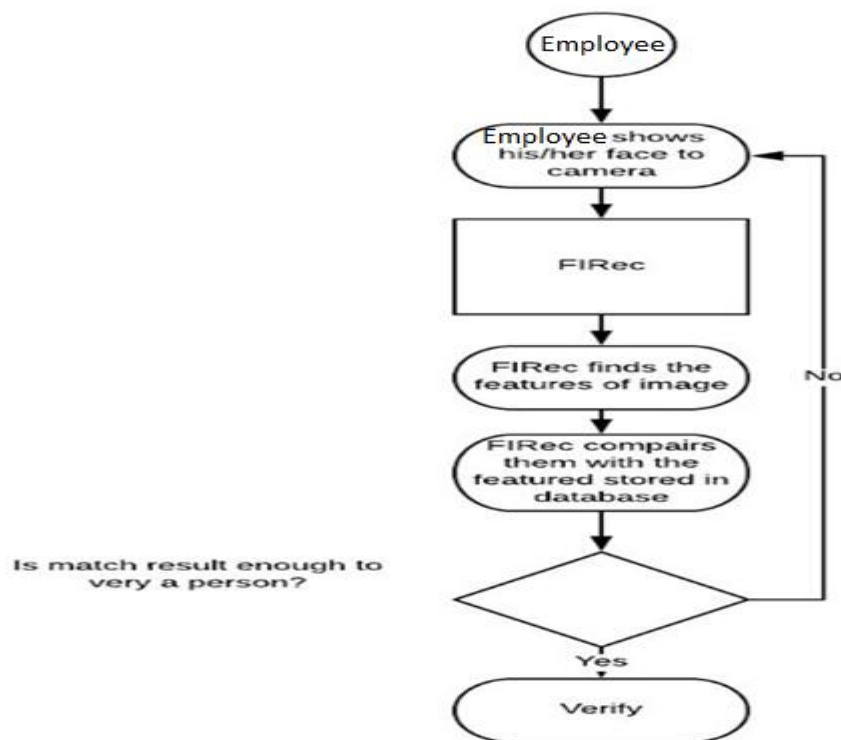 Employee
Employee shows
his/her face to
camera
FIRec
FIRec finds the
features of image
No
FIRec compairs
them with the
featured stored in
database
Is match result enough to
very a person?
Yes
Verify